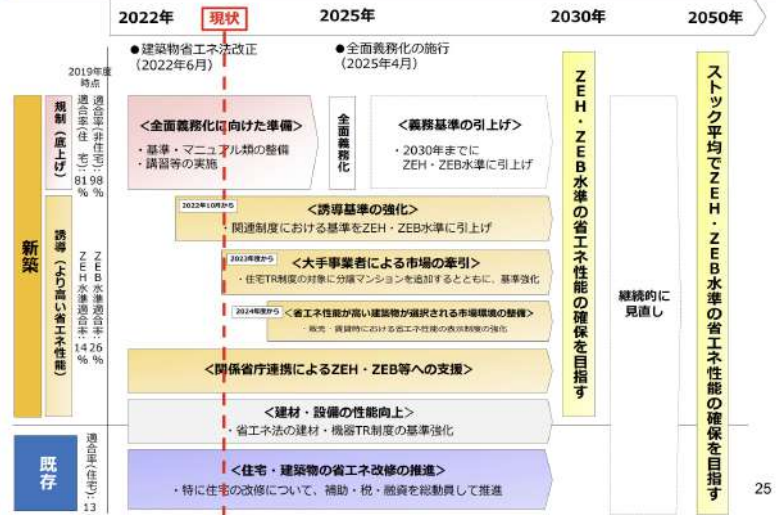 2022年
現状
2025年
2030年
2050年
●建築物省エネ法改正
（2022年6月）
●全面義務化の施行
（2025年4月）
2019年度
時点
新築
規制（底上げ）
適合率(住　宅)：81%
適合率(非住宅)：98%
<全面義務化に向けた準備>
・基準・マニュアル類の整備
・講習等の実施
全面義務化
<義務基準の引上げ>
・2030年までに
ZEH・ZEB水準に引上げ
誘導（より高い省エネ性能）
ZEH水準適合率：14%
ZEB水準適合率：26%
2022年10月から
<誘導基準の強化>
・関連制度における基準をZEH・ZEB水準に引上げ
2023年度から
<大手事業者による市場の牽引>
・住宅TR制度の対象に分譲マンションを追加するとともに、基準強化
2024年度から
<省エネ性能が高い建築物が選択される市場環境の整備>
・販売・賃貸時における省エネ性能の表示制度の強化
<関係省庁連携によるZEH・ZEB等への支援>
<建材・設備の性能向上>
・省エネ法の建材・機器TR制度の基準強化
既存
適合率(住宅)：13
<住宅・建築物の省エネ改修の推進>
・特に住宅の改修について、補助・税・融資を総動員して推進
ZEH・ZEB水準の省エネ性能の確保を目指す
継続的に
見直し
ストック平均でZEH・ZEB水準の省エネ性能の確保を目指す
25